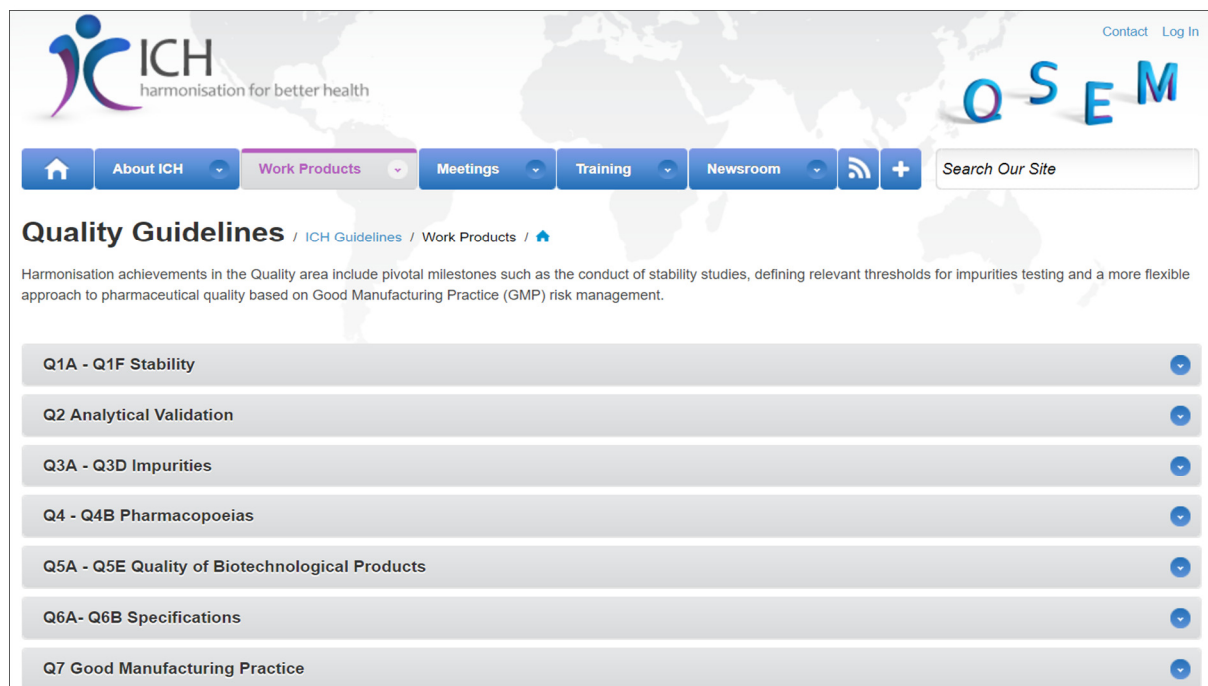 Contact Log In
ICH
harmonisation for better health
Q S E M
About ICH Work Products Meetings Training Newsroom Search Our Site
Quality Guidelines / ICH Guidelines / Work Products /
Harmonisation achievements in the Quality area include pivotal milestones such as the conduct of stability studies, defining relevant thresholds for impurities testing and a more flexible
approach to pharmaceutical quality based on Good Manufacturing Practice (GMP) risk management.
Q1A - Q1F Stability
Q2 Analytical Validation
Q3A - Q3D Impurities
Q4 - Q4B Pharmacopoeias
Q5A - Q5E Quality of Biotechnological Products
Q6A- Q6B Specifications
Q7 Good Manufacturing Practice